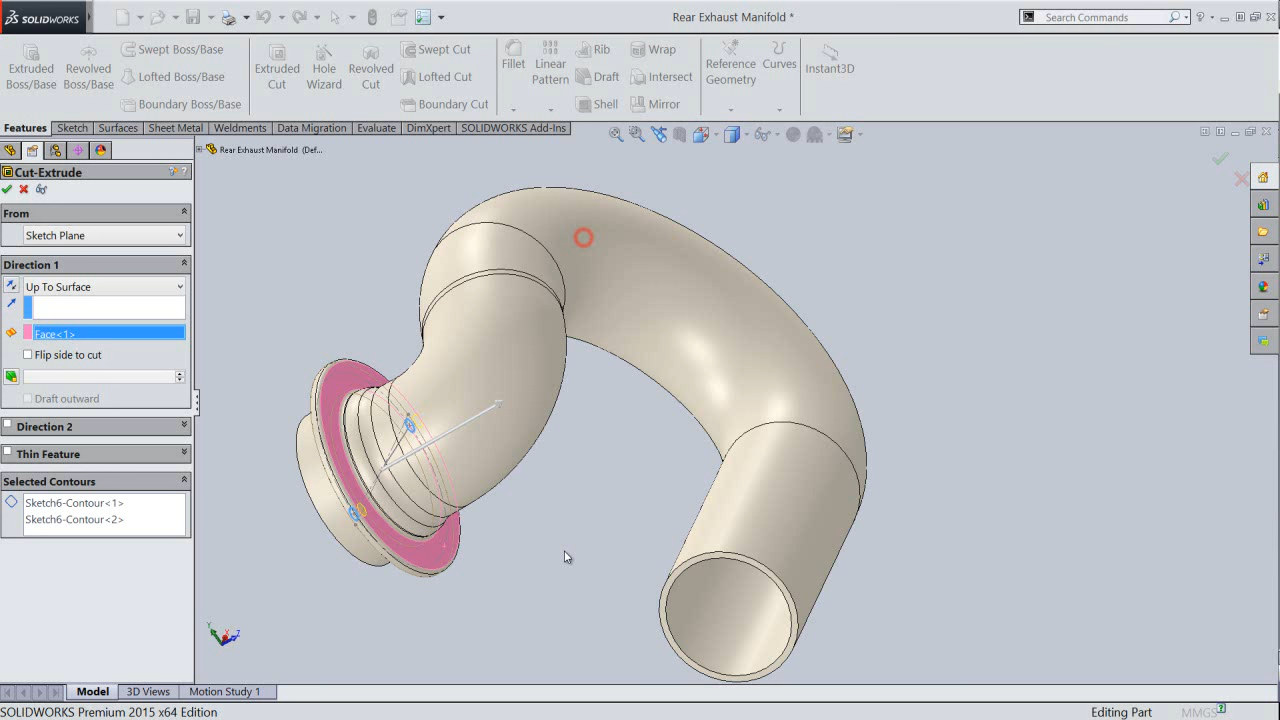 SOLIDWORKS
Rear Exhaust Manifold *
Search Commands
Extruded Boss/Base
Revolved Boss/Base
Swept Boss/Base
Lofted Boss/Base
Boundary Boss/Base
Extruded Cut
Hole Wizard
Revolved Cut
Swept Cut
Lofted Cut
Boundary Cut
Fillet
Linear Pattern
Rib
Draft
Shell
Wrap
Intersect
Mirror
Reference Geometry
Curves
Instant3D
Features Sketch Surfaces Sheet Metal Weldments Data Migration Evaluate DimXpert SOLIDWORKS Add-Ins
Rear Exhaust Manifold (Def...
Cut-Extrude
From
Sketch Plane
Direction 1
Up To Surface
Face<1>
Flip side to cut
Draft outward
Direction 2
Thin Feature
Selected Contours
Sketch6-Contour<1>
Sketch6-Contour<2>
Y X Z
Model 3D Views Motion Study 1
SOLIDWORKS Premium 2015 x64 Edition
Editing Part
MMGS